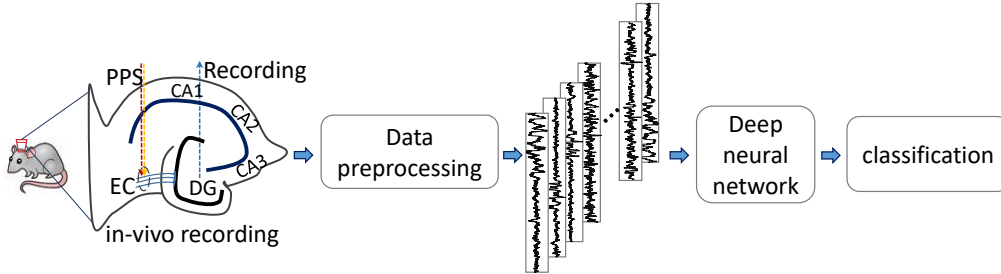 PPS
Recording
CA1
CA2
CA3
EC
DG
in-vivo recording
Data
preprocessing
Deep
neural
network
classification